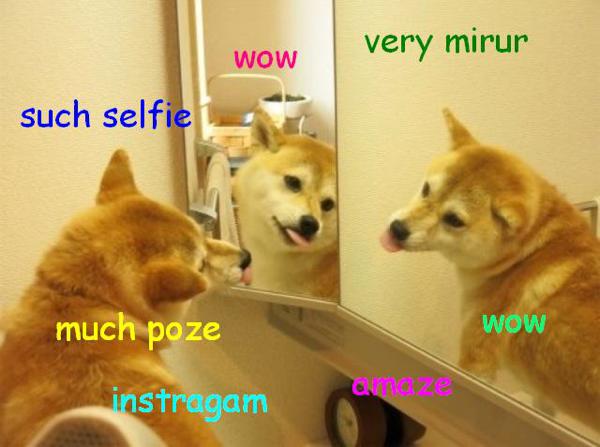 wow
very mirur
such selfie
much poze
wow
instragam
amaze